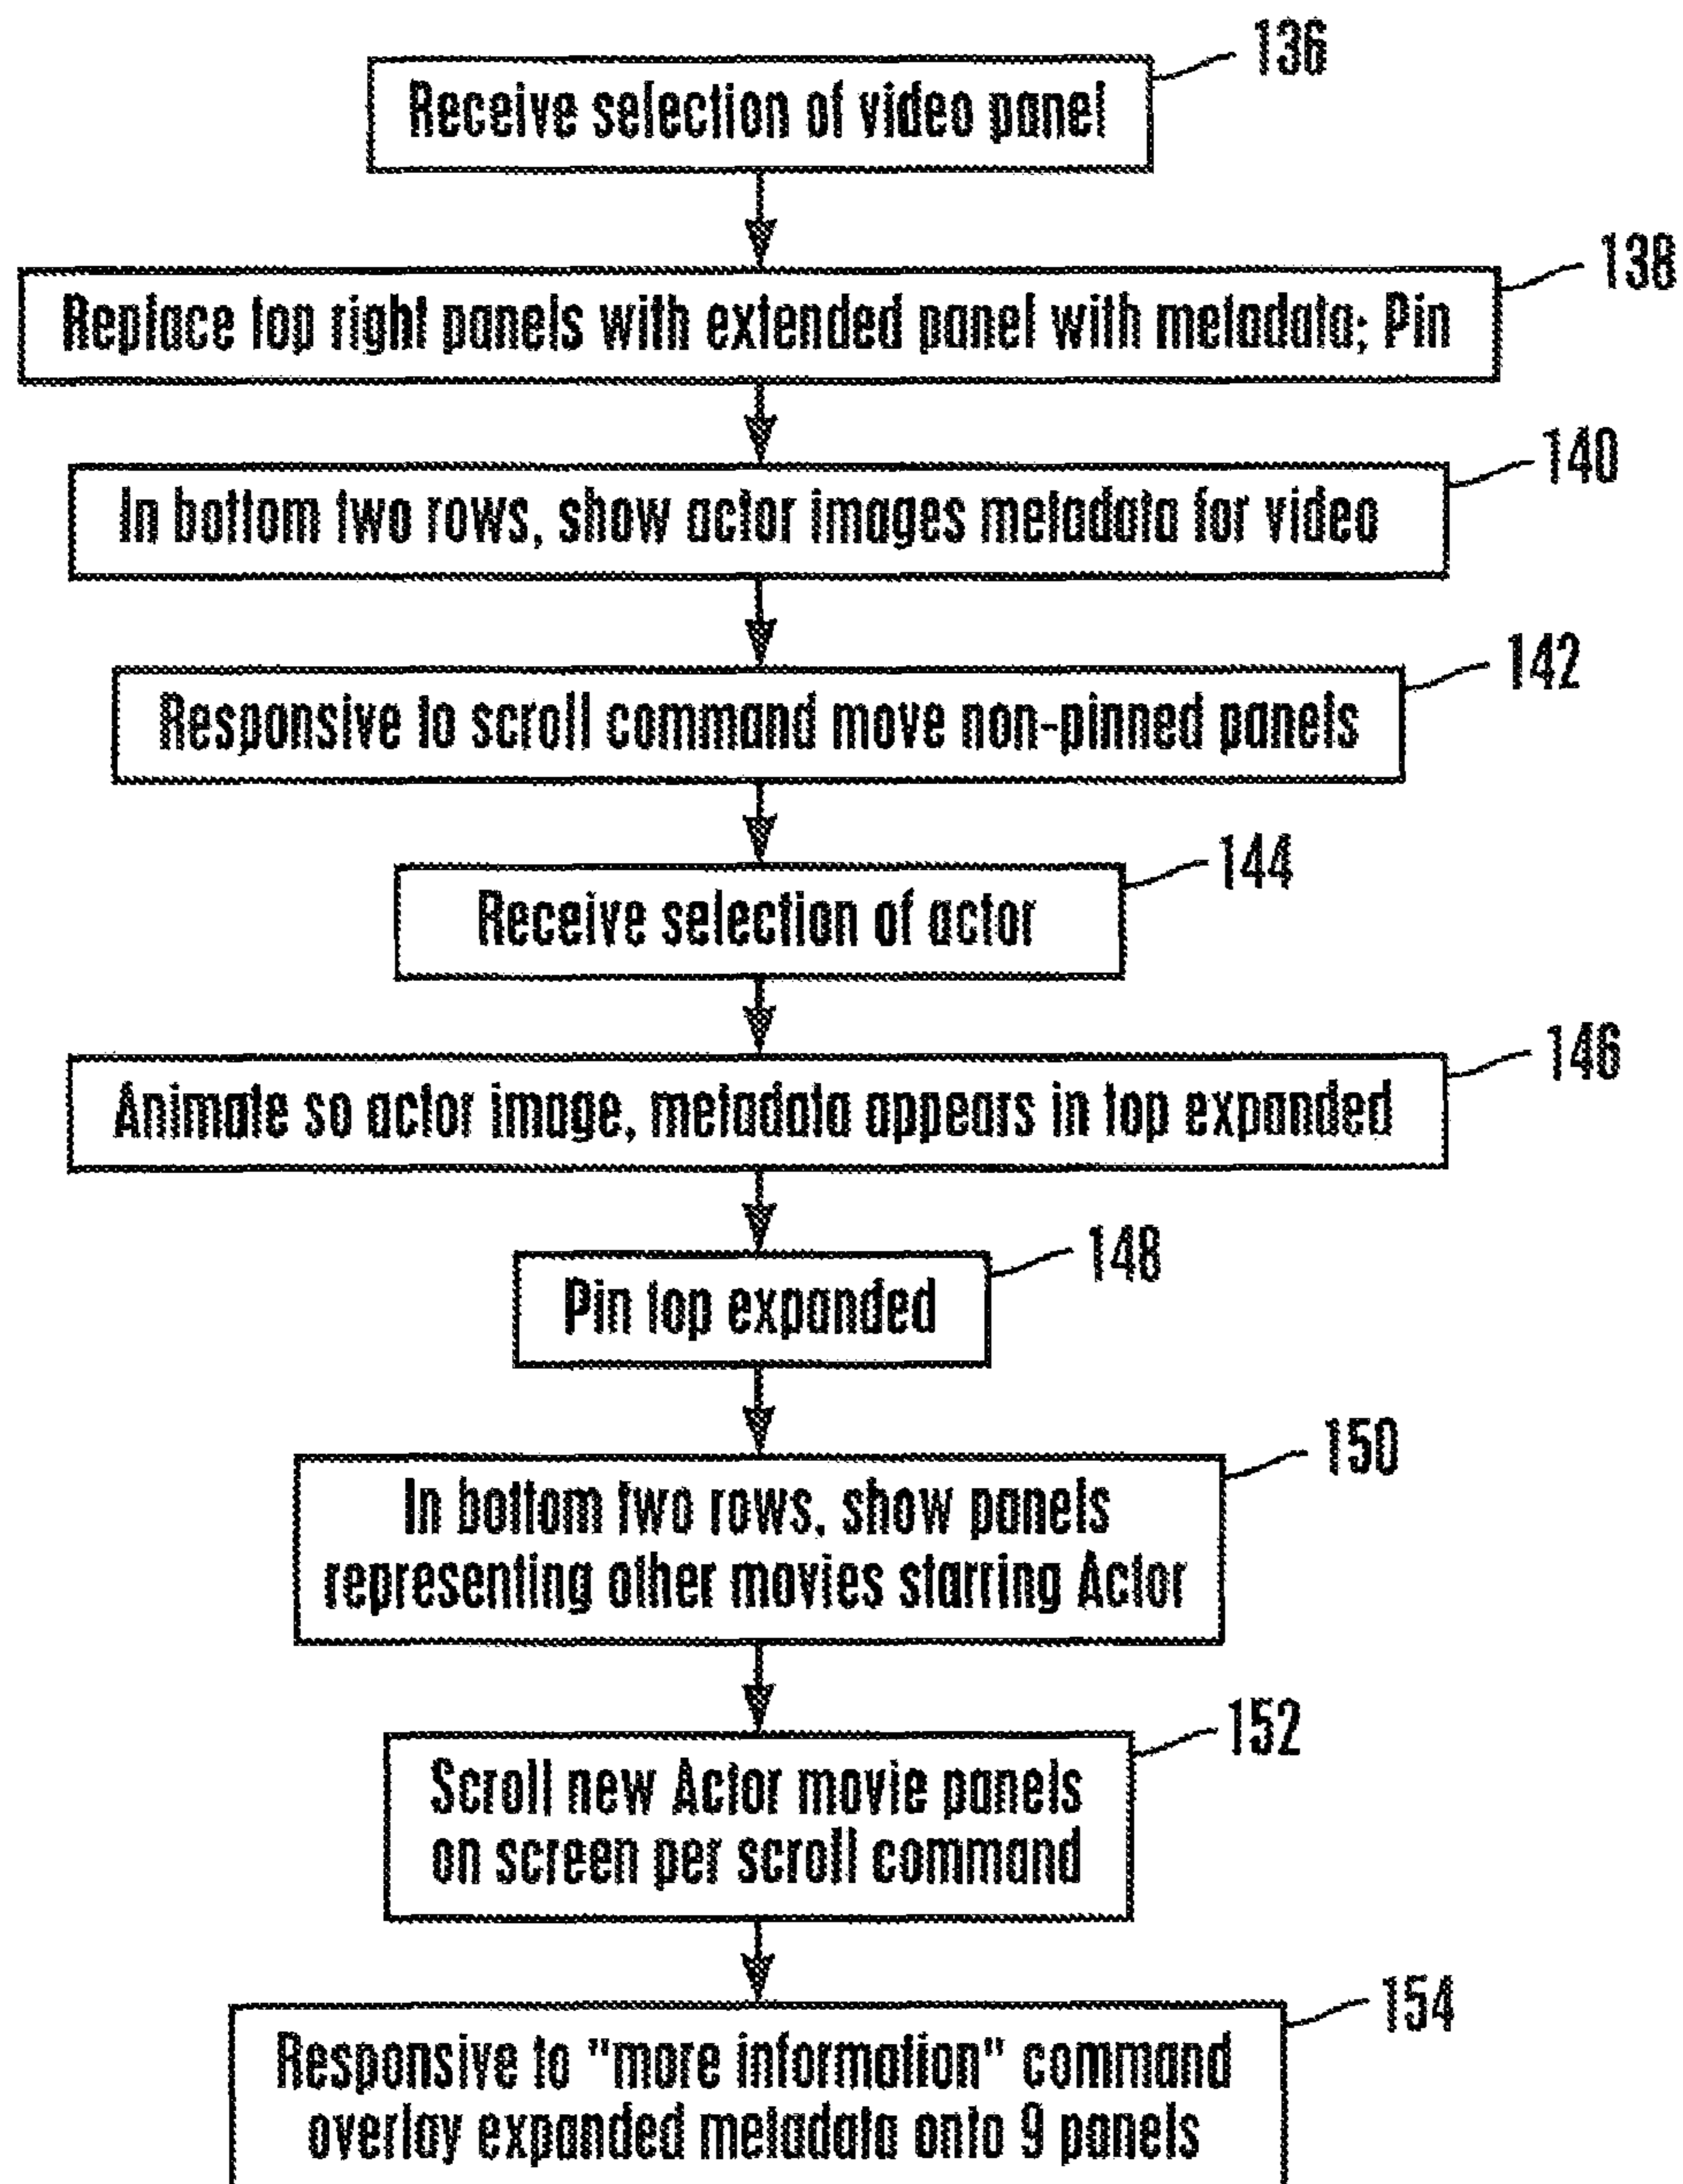 136
Receive selection of video panel
138
Replace top right panels with extended panel with metadata; Pin
140
In bottom two rows, show actor images metadata for video
142
Responsive to scroll command move non-pinned panels
144
Receive selection of actor
146
Animate so actor image, metadata appears in top expanded
148
Pin top expanded
150
In bottom two rows, show panels
representing other movies starring Actor
152
Scroll new Actor movie panels
on screen per scroll command
154
Responsive to "more information" command
overlay expanded metadata onto 9 panels